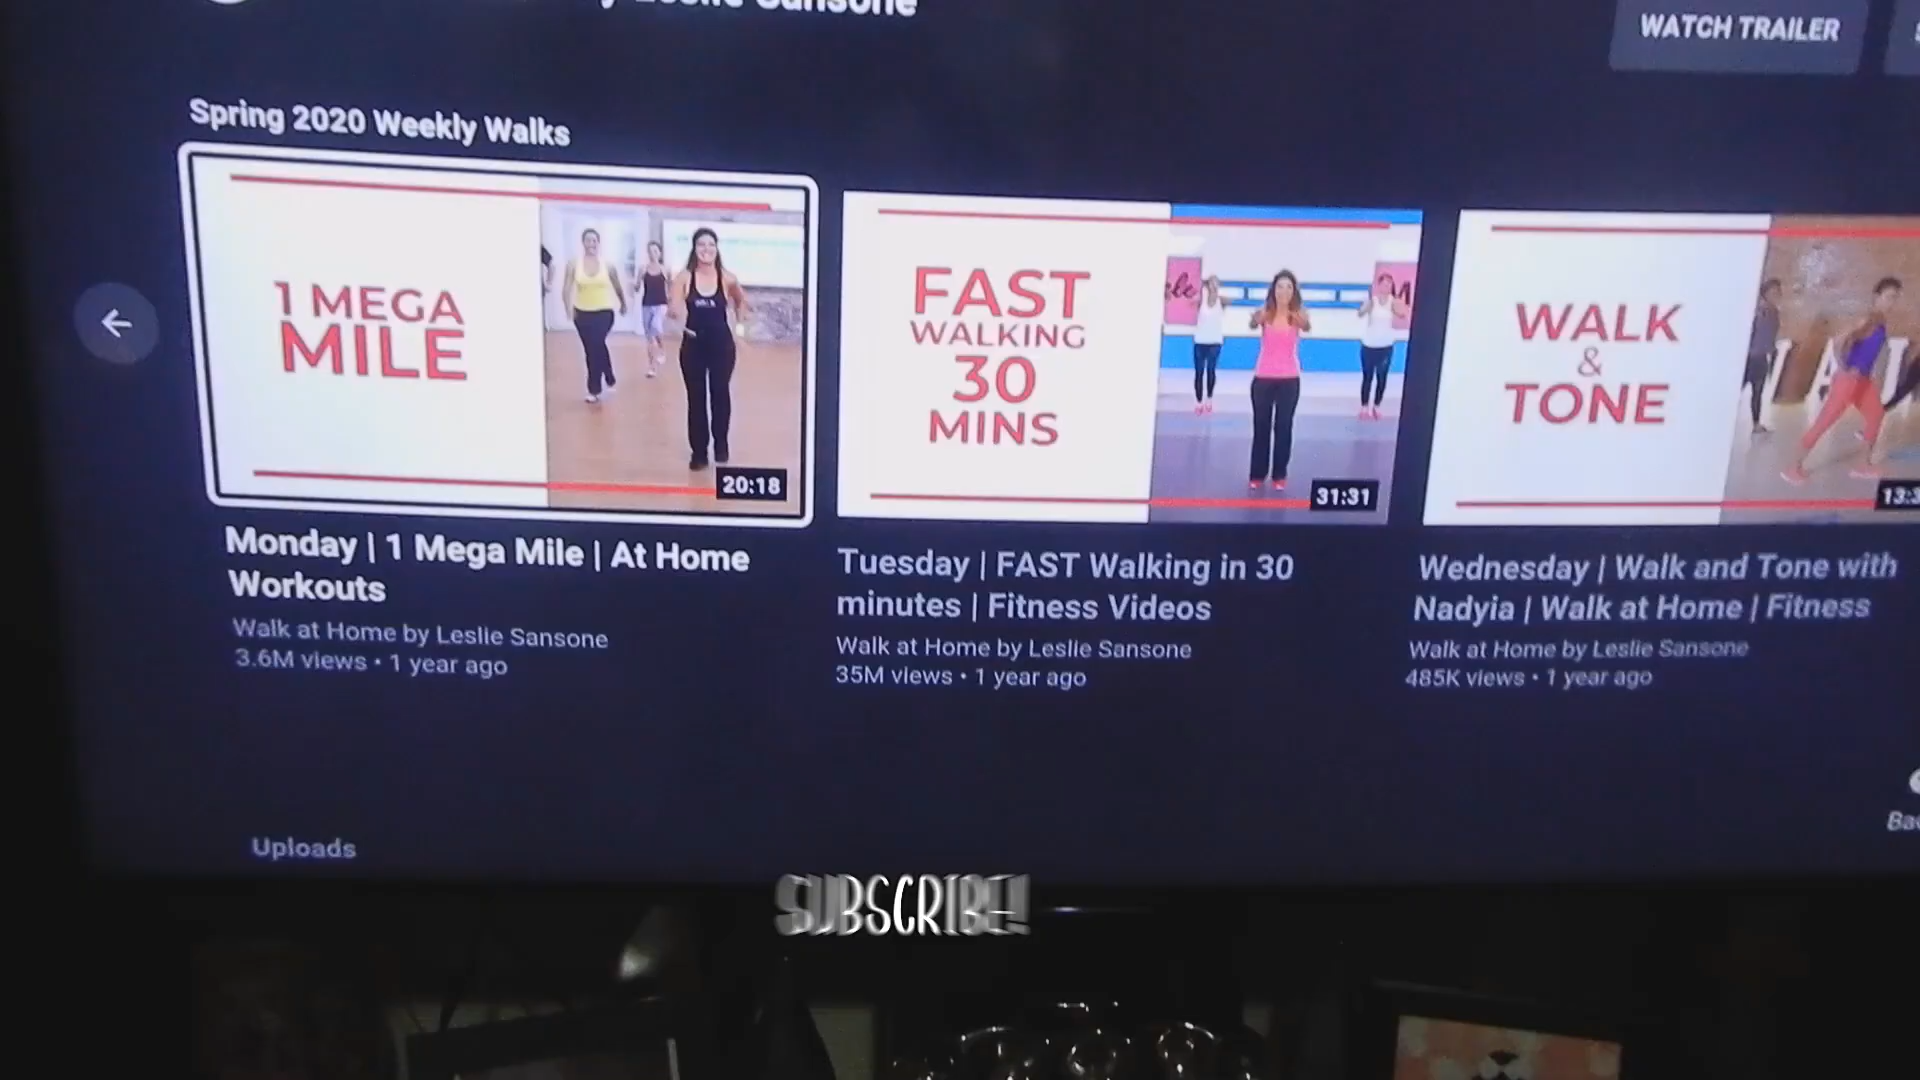 Leslie Sansone
WATCH TRAILER
Spring 2020 Weekly Walks
1 MEGA
MILE
20:18
FAST
WALKING
30
MINS
31:31
WALK
&
TONE
Monday | 1 Mega Mile | At Home
Workouts
Walk at Home by Leslie Sansone
3.6M views • 1 year ago
Tuesday | FAST Walking in 30
minutes | Fitness Videos
Walk at Home by Leslie Sansone
35M views • 1 year ago
Wednesday | Walk and Tone with
Nadyia | Walk at Home | Fitness
Walk at Home by Leslie Sansone
485K views • 1 year ago
Uploads
SUBSCRIBE!